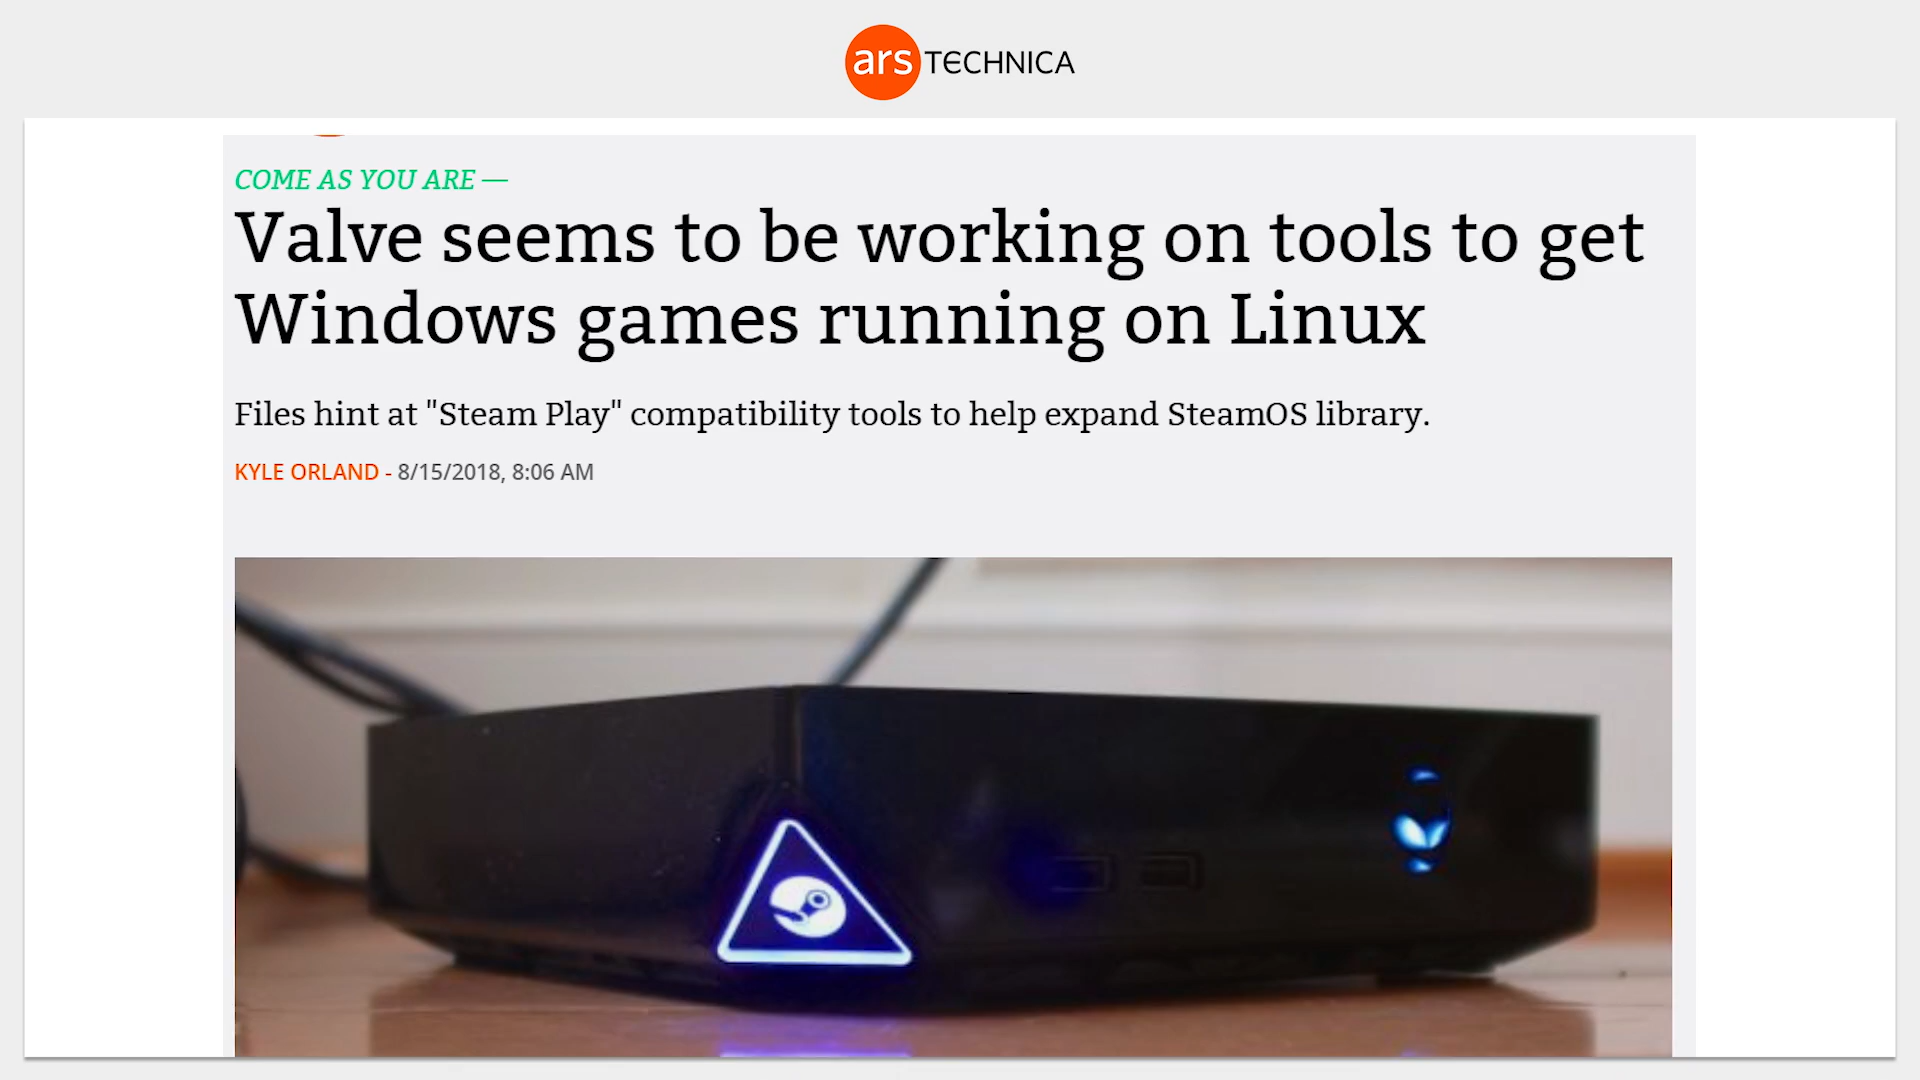 ars TECHNICA
COME AS YOU ARE —
Valve seems to be working on tools to get
Windows games running on Linux
Files hint at "Steam Play" compatibility tools to help expand SteamOS library.
KYLE ORLAND - 8/15/2018, 8:06 AM